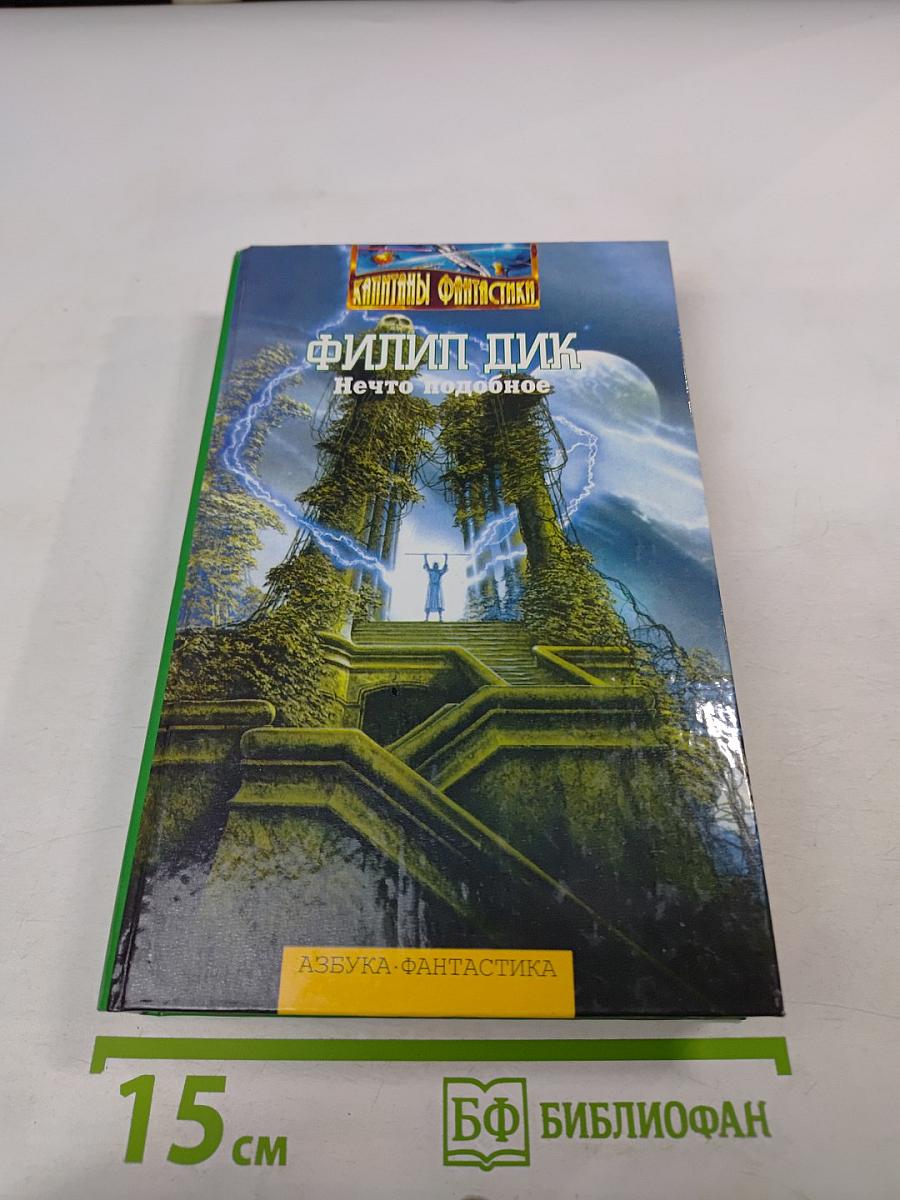 КАПИТАНЫ ФАНТАСТИКИ
ФИЛИП ДИК
Нечто подобное
АЗБУКА·ФАНТАСТИКА
15 см
БФ БИБЛИОФАН